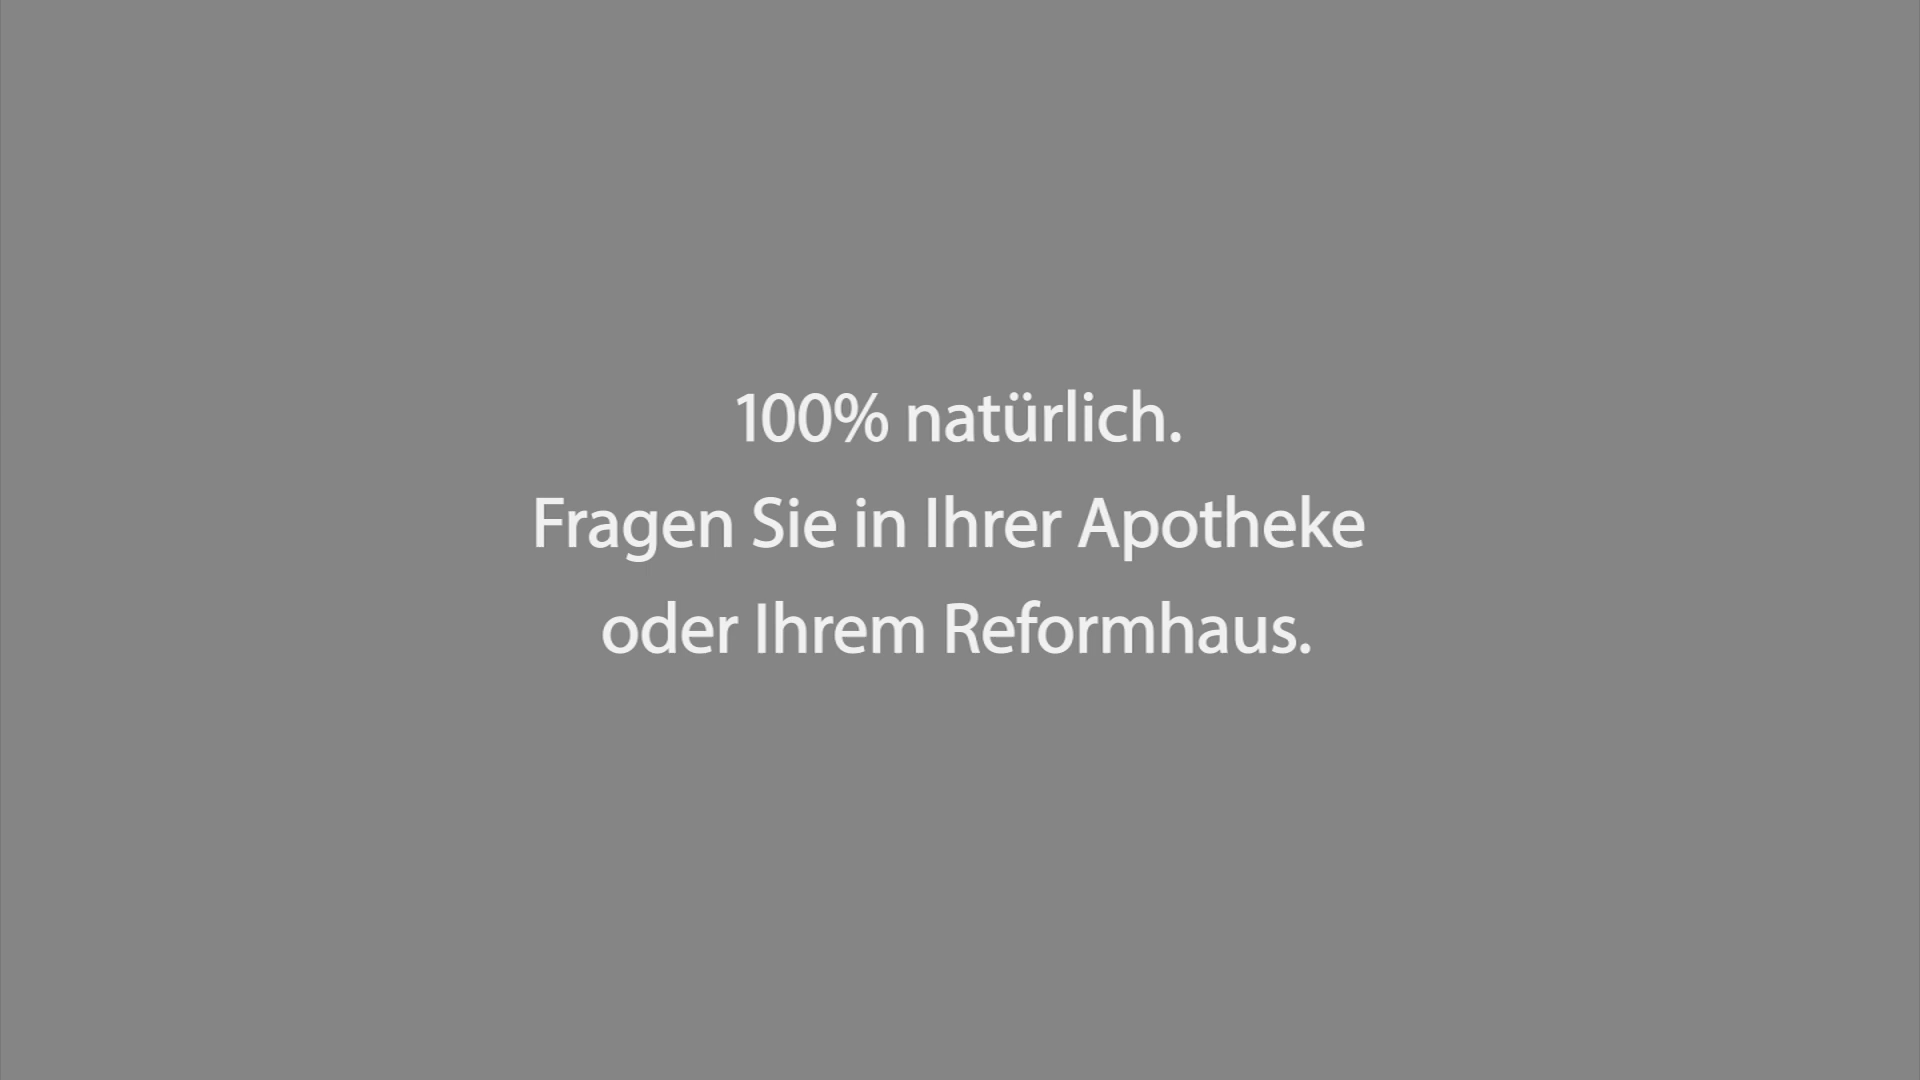 100% natürlich.
Fragen Sie in Ihrer Apotheke
oder Ihrem Reformhaus.